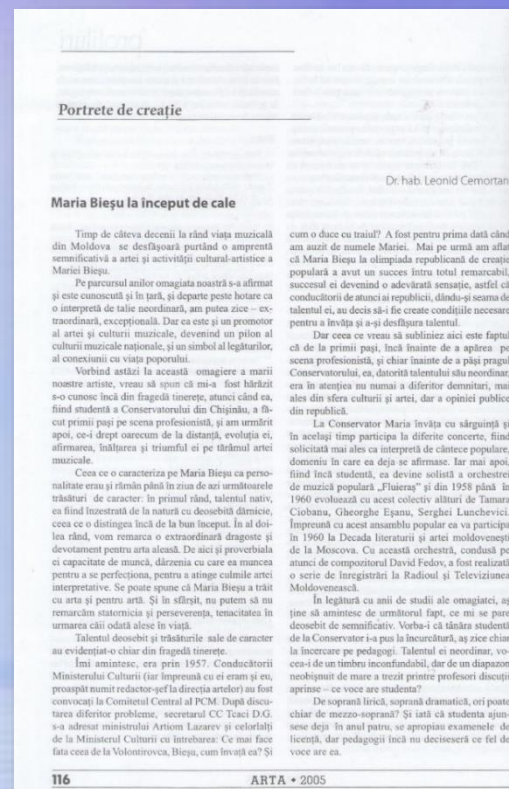 Portrete de creație
Dr. hab. Leonid Cemortan
Maria Bieșu la început de cale
Timp de câteva decenii la rând viața muzicală
din Moldova se desfășoară purtând o amprentă
semnificativă a artei și activității cultural-artistice a
Mariei Bieșu.
Pe parcursul anilor omagiata noastră s-a afirmat
și este cunoscută și în țară, și departe peste hotare ca
o interpretă de talie neordinară, am putea zice – ex-
traordinară, excepțională. Dar ea este și un promotor
al artei și culturii muzicale, devenind un pilon al
culturii muzicale naționale, și un simbol al legăturilor,
al conexiunii cu viața poporului.
Vorbind astăzi la această omagiere a marii
noastre artiste, vreau să spun că mi-a fost hărăzit
s-o cunosc încă din fragedă tinerețe, atunci când ea,
fiind studentă a Conservatorului din Chișinău, a fă-
cut primii pași pe scena profesionistă, și am urmărit
apoi, ce-i drept oarecum de la distanță, evoluția ei,
afirmarea, înălțarea și triumful ei pe tărâmul artei
muzicale.
Ceea ce o caracteriza pe Maria Bieșu ca perso-
nalitate erau și rămân până în ziua de azi următoarele
trăsături de caracter: în primul rând, talentul nativ,
ea fiind înzestrată de la natură cu deosebită dărnicie,
ceea ce o distingea încă de la bun început. În al doi-
lea rând, vom remarca o extraordinară dragoste și
devotament pentru arta aleasă. De aici și proverbiala
ei capacitate de muncă, dârzenia cu care ea muncea
pentru a se perfecționa, pentru a atinge culmile artei
interpretative. Se poate spune că Maria Bieșu a trăit
cu arta și pentru artă. Și în sfârșit, nu putem să nu
remarcăm statornicia și perseverența, tenacitatea în
urmarea căii odată alese în viață.
Talentul deosebit și trăsăturile sale de caracter
au evidențiat-o chiar din fragedă tinerețe.
Îmi amintesc, era prin 1957. Conducătorii
Ministerului Culturii (iar împreună cu ei eram și eu,
proaspăt numit redactor-șef la direcția artelor) au fost
convocați la Comitetul Central al PCM. După discu-
tarea diferitor probleme, secretarul CC Tcaci D.G.
s-a adresat ministrului Artiom Lazarev și celorlalți
de la Ministerul Culturii cu întrebarea: Ce mai face
fata ceea de la Volontirovca, Bieșu, cum învață ea? Și
cum o duce cu traiul? A fost pentru prima dată când
am auzit de numele Mariei. Mai pe urmă am aflat
că Maria Bieșu la olimpiada republicană de creație
populară a avut un succes întru totul remarcabil,
succesul ei devenind o adevărată sensație, astfel că
conducătorii de atunci ai republicii, dându-și seama de
talentul ei, au decis să-i fie create condițiile necesare
pentru a învăța și a-și desfășura talentul.
Dar ceea ce vreau să subliniez aici este faptul
că de la primii pași, încă înainte de a apărea pe
scena profesionistă, și chiar înainte de a păși pragul
Conservatorului, ea, datorită talentului său neordinar,
era în atenția nu numai a diferitor demnitari, mai
ales din sfera culturii și artei, dar a opiniei publice
din republică.
La Conservator Maria învăța cu sârguință și
în același timp participa la diferite concerte, fiind
solicitată mai ales ca interpretă de cântece populare,
domeniu în care ea deja se afirmase. Iar mai apoi,
fiind încă studentă, ea devine solistă a orchestrei
de muzică populară „Fluieraș” și din 1958 până în
1960 evoluează cu acest colectiv alături de Tamara
Ciobanu, Gheorghe Eșanu, Serghei Lunchevici.
Împreună cu acest ansamblu popular ea va participa
în 1960 la Decada literaturii și artei moldovenești
de la Moscova. Cu această orchestră, condusă pe
atunci de compozitorul David Fedov, a fost realizată
o serie de înregistrări la Radioul și Televiziunea
Moldovenească.
În legătură cu anii de studii ale omagiatei, aș
ține să amintesc de următorul fapt, ce mi se pare
deosebit de semnificativ. Vorba-i că tânăra studentă
de la Conservator i-a pus la încurcătură, aș zice chiar
la încercare pe pedagogi. Talentul ei neordinar, vo-
cea-i de un timbru inconfundabil, dar de un diapazon
neobișnuit de mare a trezit printre profesori discuții
aprinse – ce voce are studenta?
De soprană lirică, soprană dramatică, ori poate
chiar de mezzo-soprană? Și iată că studenta ajun-
sese deja în anul patru, se apropiau examenele de
licență, dar pedagogii încă nu deciseseră ce fel de
voce are ea.
116
ARTA • 2005